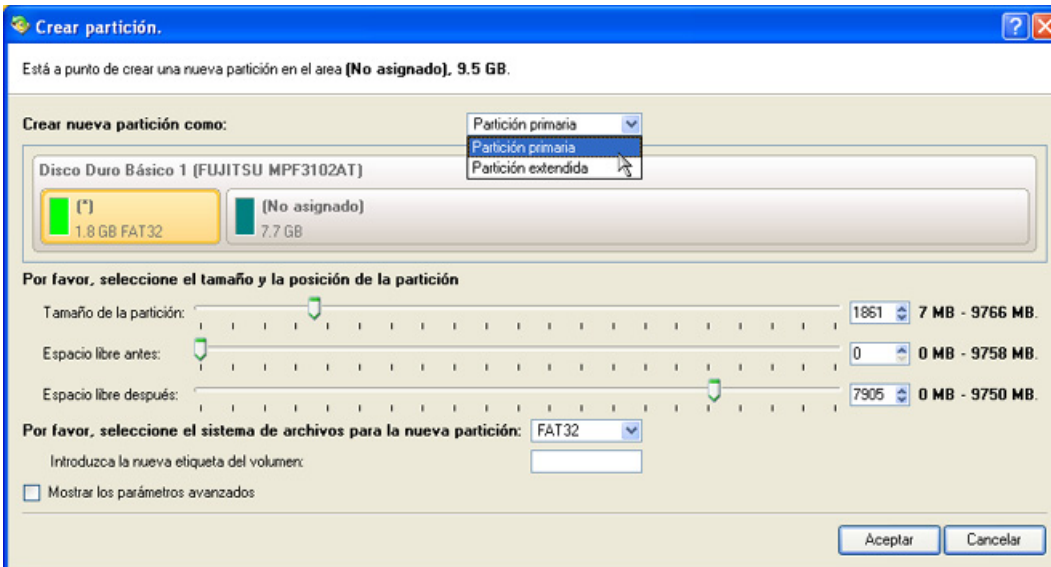 Crear partición.
Está a punto de crear una nueva partición en el area (No asignado), 9.5 GB.
Crear nueva partición como: Partición primaria
Partición primaria
Partición extendida
Disco Duro Básico 1 (FUJITSU MPF3102AT)
(*) (No asignado)
1.8 GB FAT32 7.7 GB
Por favor, seleccione el tamaño y la posición de la partición
Tamaño de la partición: 1861 7 MB - 9766 MB.
Espacio libre antes: 0 0 MB - 9758 MB.
Espacio libre después: 7905 0 MB - 9750 MB.
Por favor, seleccione el sistema de archivos para la nueva partición: FAT32
Introduzca la nueva etiqueta del volumen:
Mostrar los parámetros avanzados
Aceptar Cancelar